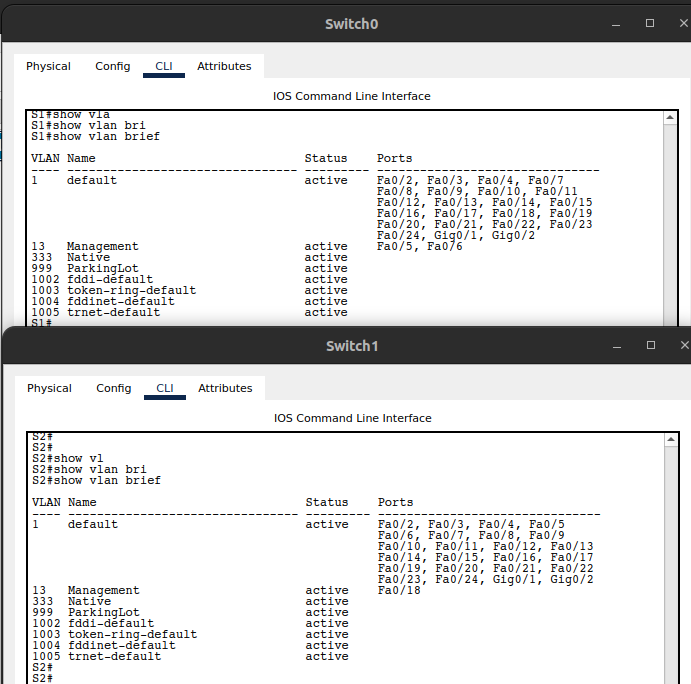 Switch0
Physical Config CLI Attributes
IOS Command Line Interface
S1#show vla
S1#show vlan bri
S1#show vlan brief
VLAN Name                             Status    Ports
---- -------------------------------- --------- -------------------------------
1    default                          active    Fa0/2, Fa0/3, Fa0/4, Fa0/7
                                                Fa0/8, Fa0/9, Fa0/10, Fa0/11
                                                Fa0/12, Fa0/13, Fa0/14, Fa0/15
                                                Fa0/16, Fa0/17, Fa0/18, Fa0/19
                                                Fa0/20, Fa0/21, Fa0/22, Fa0/23
                                                Fa0/24, Gig0/1, Gig0/2
13   Management                       active    Fa0/5, Fa0/6
333  Native                           active
999  ParkingLot                       active
1002 fddi-default                     active
1003 token-ring-default               active
1004 fddinet-default                  active
1005 trnet-default                    active
S1#
Switch1
Physical Config CLI Attributes
IOS Command Line Interface
S2#
S2#
S2#show vl
S2#show vlan bri
S2#show vlan brief
VLAN Name                             Status    Ports
---- -------------------------------- --------- -------------------------------
1    default                          active    Fa0/2, Fa0/3, Fa0/4, Fa0/5
                                                Fa0/6, Fa0/7, Fa0/8, Fa0/9
                                                Fa0/10, Fa0/11, Fa0/12, Fa0/13
                                                Fa0/14, Fa0/15, Fa0/16, Fa0/17
                                                Fa0/19, Fa0/20, Fa0/21, Fa0/22
                                                Fa0/23, Fa0/24, Gig0/1, Gig0/2
13   Management                       active    Fa0/18
333  Native                           active
999  ParkingLot                       active
1002 fddi-default                     active
1003 token-ring-default               active
1004 fddinet-default                  active
1005 trnet-default                    active
S2#
S2#